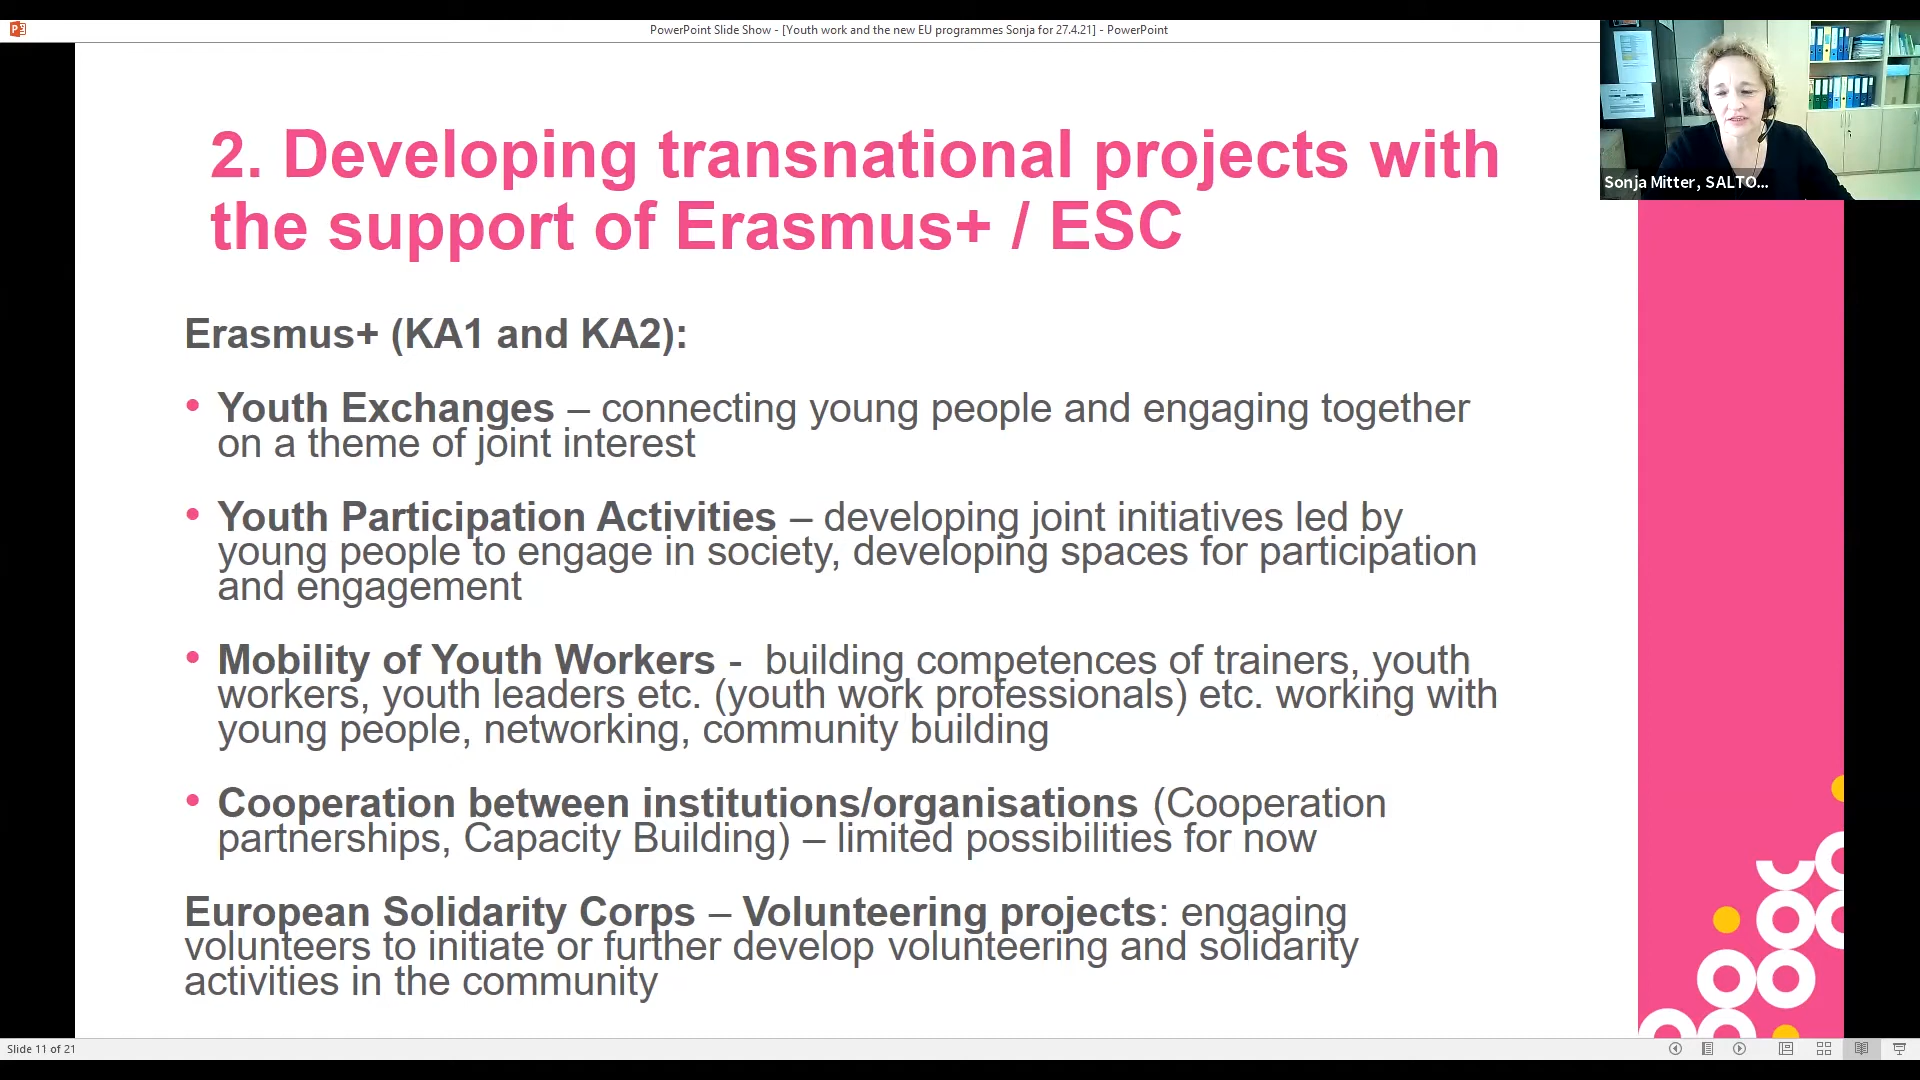 PowerPoint Slide Show - [Youth work and the new EU programmes Sonja for 27.4.21] - PowerPoint
Sonja Mitter, SALTO...
2. Developing transnational projects with
the support of Erasmus+ / ESC
Erasmus+ (KA1 and KA2):
• Youth Exchanges – connecting young people and engaging together
on a theme of joint interest
• Youth Participation Activities – developing joint initiatives led by
young people to engage in society, developing spaces for participation
and engagement
• Mobility of Youth Workers - building competences of trainers, youth
workers, youth leaders etc. (youth work professionals) etc. working with
young people, networking, community building
• Cooperation between institutions/organisations (Cooperation
partnerships, Capacity Building) – limited possibilities for now
European Solidarity Corps – Volunteering projects: engaging
volunteers to initiate or further develop volunteering and solidarity
activities in the community
Slide 11 of 21